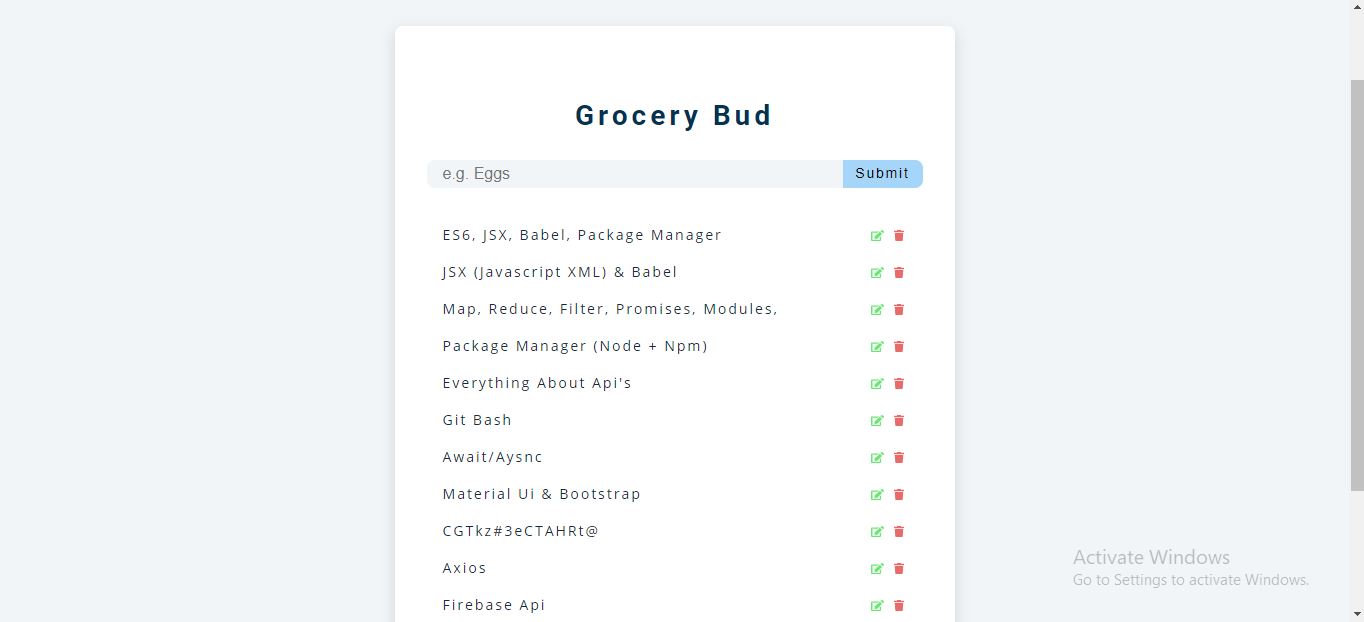 Grocery Bud
e.g. Eggs
Submit
ES6, JSX, Babel, Package Manager
JSX (Javascript XML) & Babel
Map, Reduce, Filter, Promises, Modules,
Package Manager (Node + Npm)
Everything About Api's
Git Bash
Await/Aysnc
Material Ui & Bootstrap
CGTkz#3eCTAHRt@
Axios
Firebase Api
Activate Windows
Go to Settings to activate Windows.